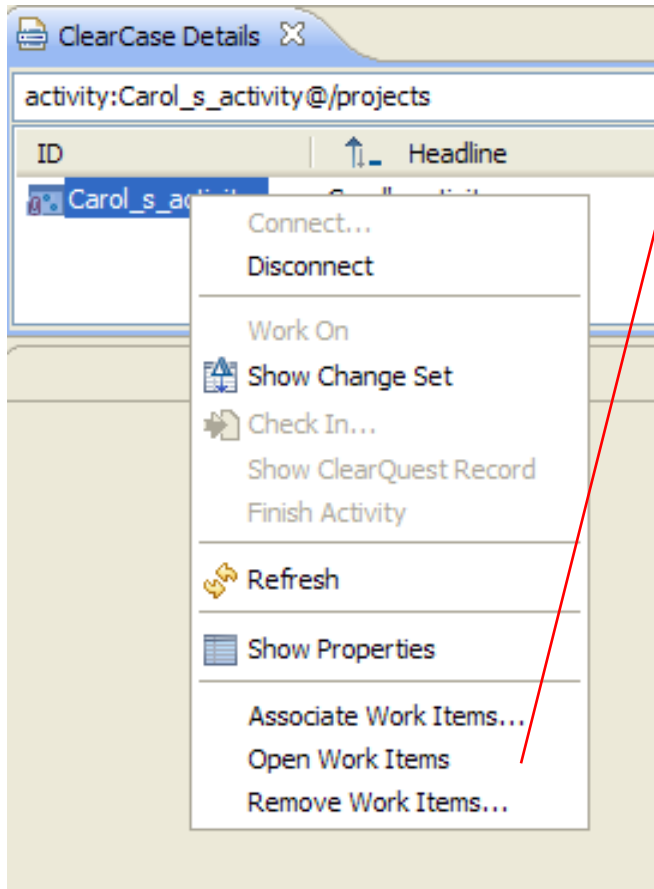 ClearCase Details
activity:Carol_s_activity@/projects
ID Headline
Connect...
Disconnect
Work On
Show Change Set
Check In...
Show ClearQuest Record
Finish Activity
Refresh
Show Properties
Associate Work Items...
Open Work Items
Remove Work Items...